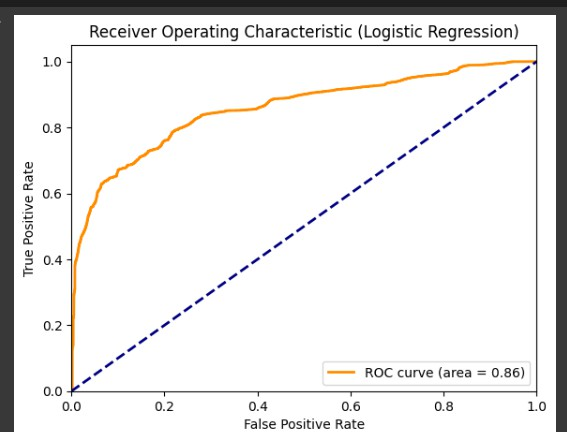 Receiver Operating Characteristic (Logistic Regression)
1.0
0.8
0.6
0.4
0.2
0.0
True Positive Rate
ROC curve (area = 0.86)
0.0 0.2 0.4 0.6 0.8 1.0
False Positive Rate